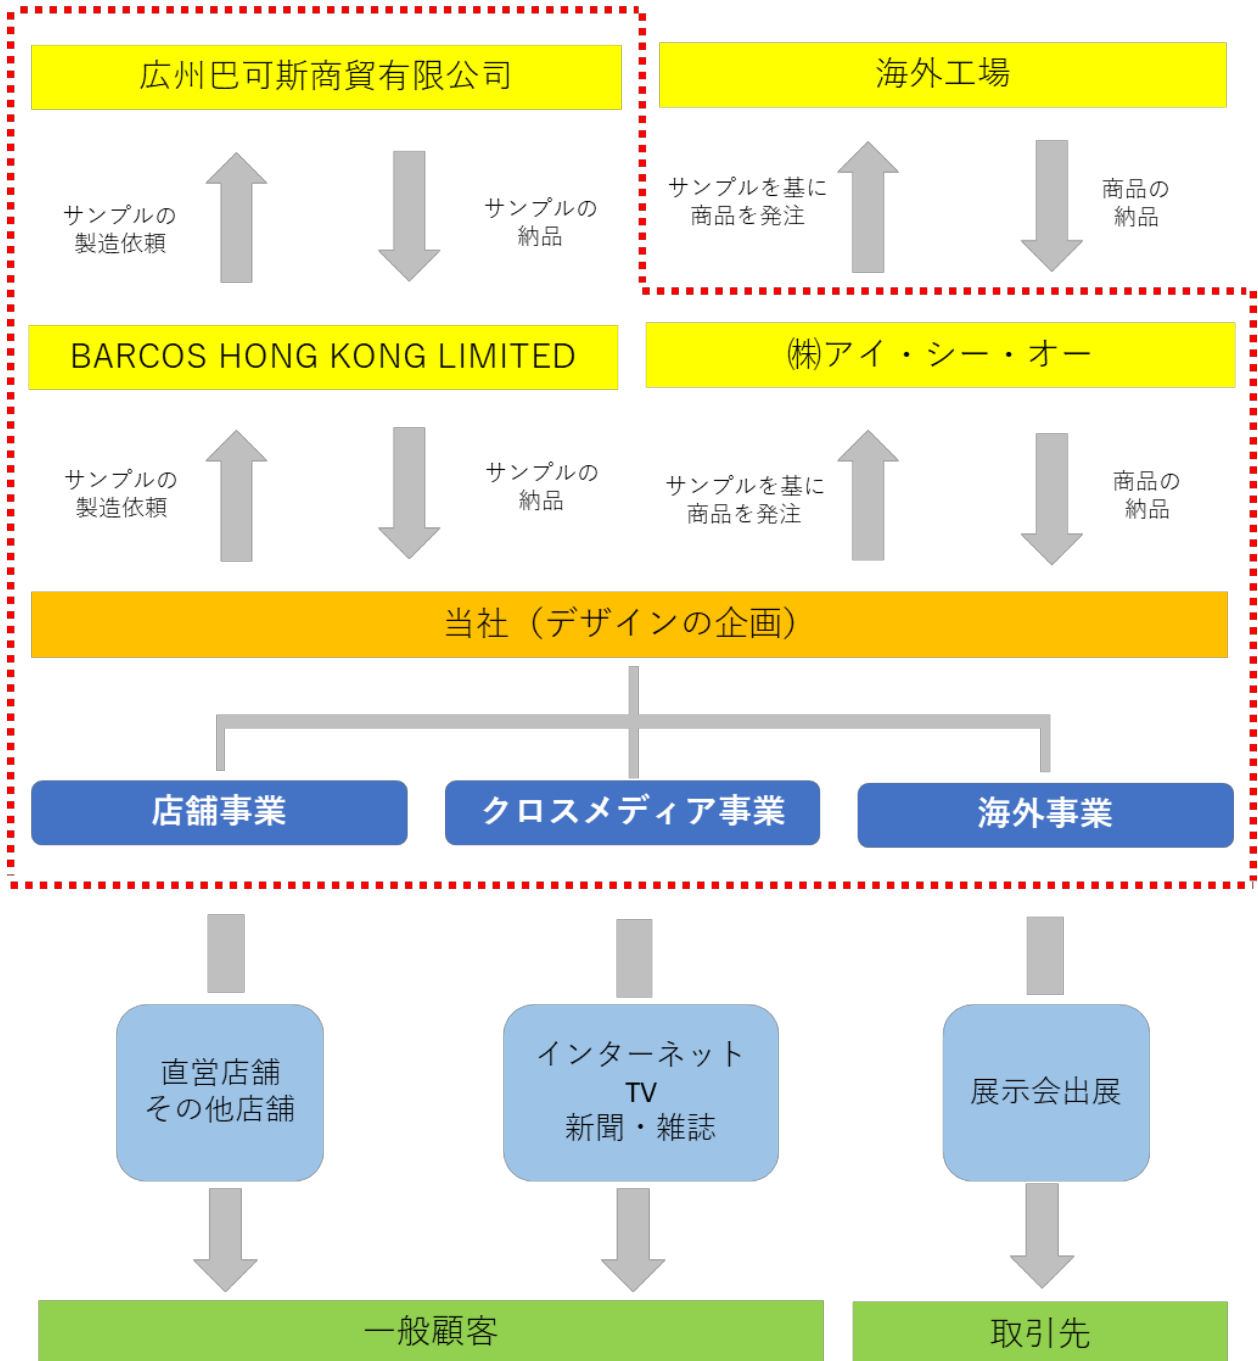 広州巴可斯商貿有限公司
海外工場
サンプルの
製造依頼
サンプルの
納品
サンプルを基に
商品を発注
商品の
納品
BARCOS HONG KONG LIMITED
㈱アイ・シー・オー
サンプルの
製造依頼
サンプルの
納品
サンプルを基に
商品を発注
商品の
納品
当社（デザインの企画）
店舗事業
クロスメディア事業
海外事業
直営店舗
その他店舗
インターネット
TV
新聞・雑誌
展示会出展
一般顧客
取引先